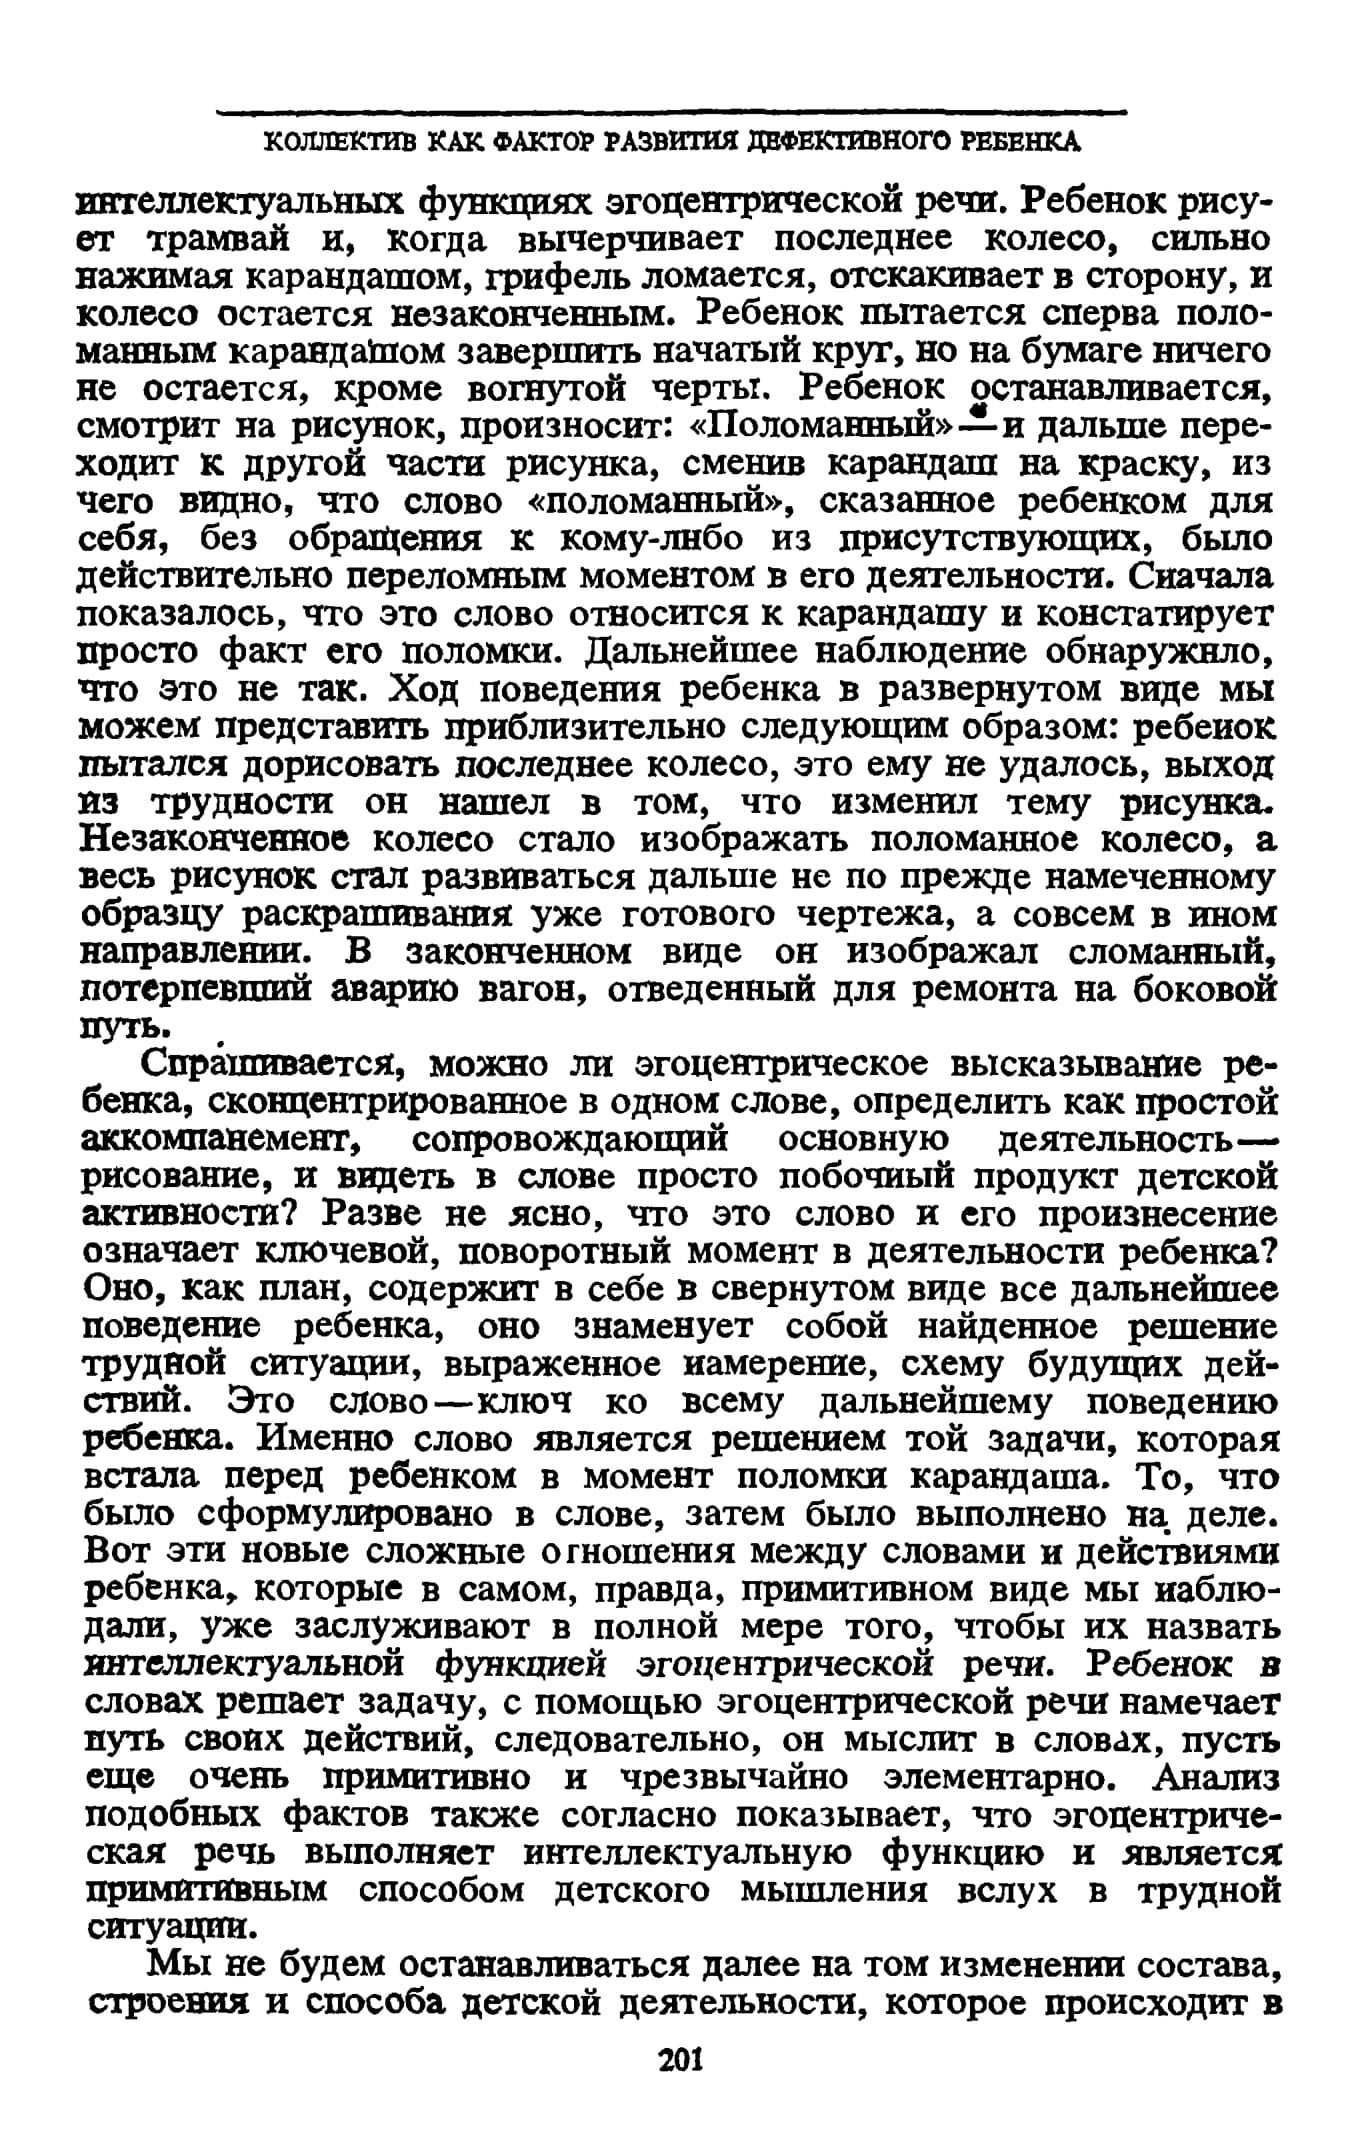 КОЛЛЕКТИВ КАК ФАКТОР РАЗВИТИЯ ДЕФЕКТИВНОГО РЕБЕНКА
интеллектуальных функциях эгоцентрической речи. Ребенок рису-
ет трамвай и, когда вычерчивает последнее колесо, сильно
нажимая карандашом, грифель ломается, отскакивает в сторону, и
колесо остается незаконченным. Ребенок пытается сперва поло-
манным карандашом завершить начатый круг, но на бумаге ничего
не остается, кроме вогнутой черты. Ребенок останавливается,
смотрит на рисунок, произносит: «Поломанный» — и дальше пере-
ходит к другой части рисунка, сменив карандаш на краску, из
чего видно, что слово «поломанный», сказанное ребенком для
себя, без обращения к кому-либо из присутствующих, было
действительно переломным моментом в его деятельности. Сначала
показалось, что это слово относится к карандашу и констатирует
просто факт его поломки. Дальнейшее наблюдение обнаружило,
что это не так. Ход поведения ребенка в развернутом виде мы
можем представить приблизительно следующим образом: ребенок
пытался дорисовать последнее колесо, это ему не удалось, выход
из трудности он нашел в том, что изменил тему рисунка.
Незаконченное колесо стало изображать поломанное колесо, а
весь рисунок стал развиваться дальше не по прежде намеченному
образцу раскрашивания уже готового чертежа, а совсем в ином
направлении. В законченном виде он изображал сломанный,
потерпевший аварию вагон, отведенный для ремонта на боковой
путь.
Спрашивается, можно ли эгоцентрическое высказывание ре-
бенка, сконцентрированное в одном слове, определить как простой
аккомпанемент, сопровождающий основную деятельность —
рисование, и видеть в слове просто побочный продукт детской
активности? Разве не ясно, что это слово и его произнесение
означает ключевой, поворотный момент в деятельности ребенка?
Оно, как план, содержит в себе в свернутом виде все дальнейшее
поведение ребенка, оно знаменует собой найденное решение
трудной ситуации, выраженное намерение, схему будущих дей-
ствий. Это слово — ключ ко всему дальнейшему поведению
ребенка. Именно слово является решением той задачи, которая
встала перед ребенком в момент поломки карандаша. То, что
было сформулировано в слове, затем было выполнено на деле.
Вот эти новые сложные отношения между словами и действиями
ребенка, которые в самом, правда, примитивном виде мы наблю-
дали, уже заслуживают в полной мере того, чтобы их назвать
интеллектуальной функцией эгоцентрической речи. Ребенок в
словах решает задачу, с помощью эгоцентрической речи намечает
путь своих действий, следовательно, он мыслит в словах, пусть
еще очень примитивно и чрезвычайно элементарно. Анализ
подобных фактов также согласно показывает, что эгоцентриче-
ская речь выполняет интеллектуальную функцию и является
примитивным способом детского мышления вслух в трудной
ситуации.
Мы не будем останавливаться далее на том изменении состава,
строения и способа детской деятельности, которое происходит в
201